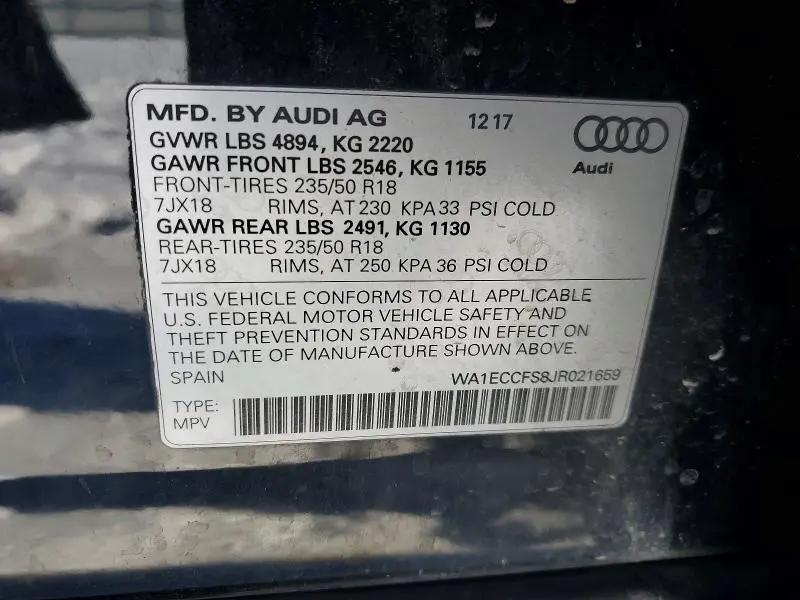 MFD. BY AUDI AG 12 17
GVWR LBS 4894, KG 2220
GAWR FRONT LBS 2546, KG 1155
Audi
FRONT-TIRES 235/50 R18
7JX18 RIMS, AT 230 KPA 33 PSI COLD
GAWR REAR LBS 2491, KG 1130
REAR-TIRES 235/50 R18
7JX18 RIMS, AT 250 KPA 36 PSI COLD
THIS VEHICLE CONFORMS TO ALL APPLICABLE
U.S. FEDERAL MOTOR VEHICLE SAFETY AND
THEFT PREVENTION STANDARDS IN EFFECT ON
THE DATE OF MANUFACTURE SHOWN ABOVE.
SPAIN WA1ECCFS8JR021659
TYPE:
MPV